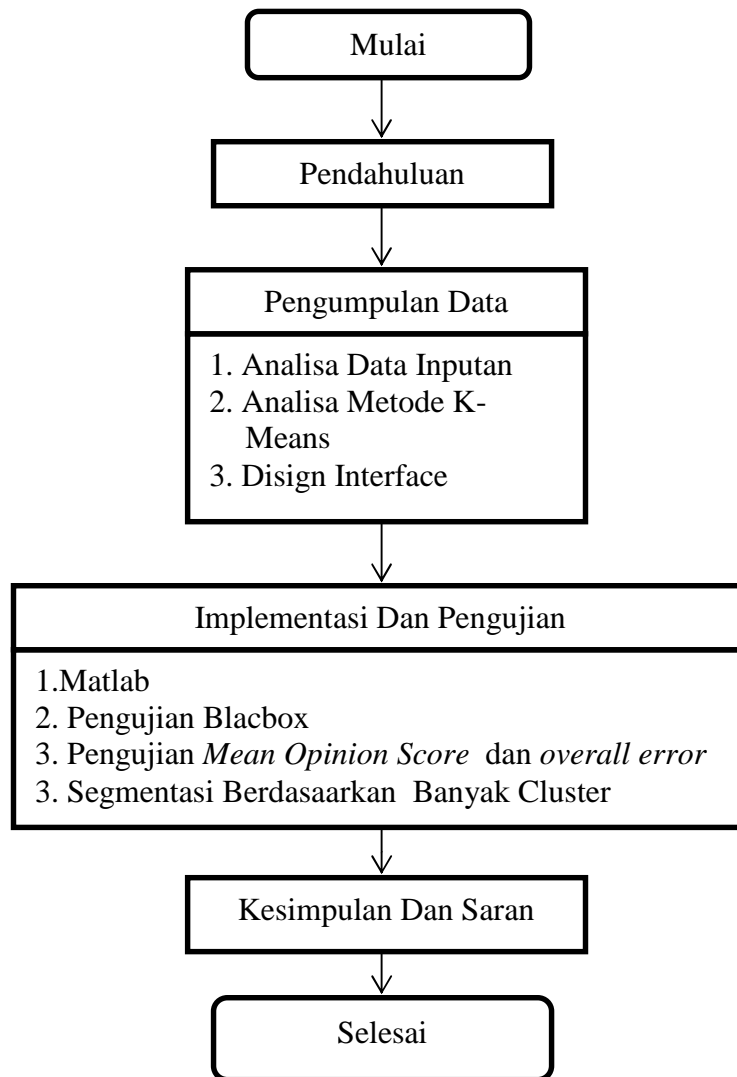 Mulai
Pendahuluan
Pengumpulan Data
1. Analisa Data Inputan
2. Analisa Metode K-
Means
3. Disign Interface
Implementasi Dan Pengujian
1.Matlab
2. Pengujian Blacbox
3. Pengujian Mean Opinion Score dan overall error
3. Segmentasi Berdasaarkan Banyak Cluster
Kesimpulan Dan Saran
Selesai